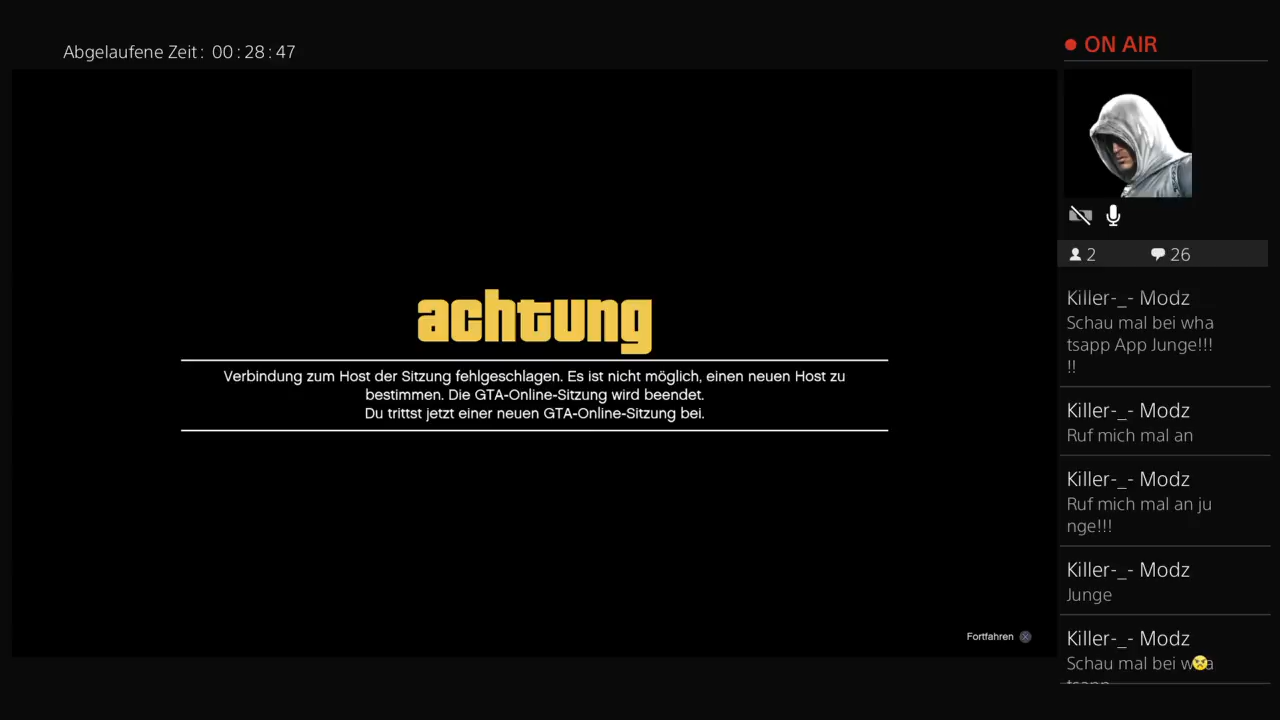 Abgelaufene Zeit: 00:28:47
ON AIR
2
26
achtung
Verbindung zum Host der Sitzung fehlgeschlagen. Es ist nicht möglich, einen neuen Host zu
bestimmen. Die GTA-Online-Sitzung wird beendet.
Du trittst jetzt einer neuen GTA-Online-Sitzung bei.
Fortfahren
Killer-_- Modz
Schau mal bei wha
tsapp App Junge!!!
!!
Killer-_- Modz
Ruf mich mal an
Killer-_- Modz
Ruf mich mal an ju
nge!!!
Killer-_- Modz
Junge
Killer-_- Modz
Schau mal bei wha
tsapp